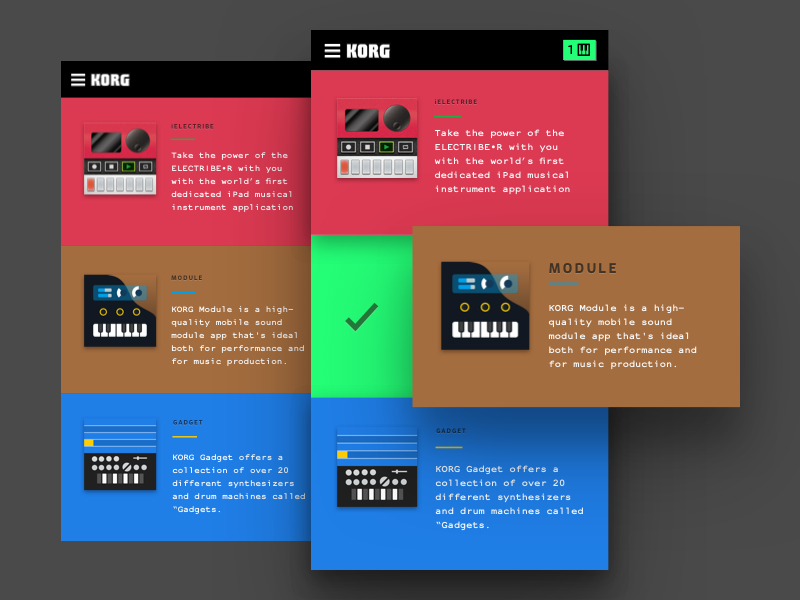 KORG
iELECTRIBE
Take the power of the
ELECTRIBE•R with you
with the world's first
dedicated iPad musical
instrument application
MODULE
KORG Module is a high-
quality mobile sound
module app that's ideal
both for performance and
for music production.
GADGET
KORG Gadget offers a
collection of over 20
different synthesizers
and drum machines called
"Gadgets.
KORG
1
iELECTRIBE
Take the power of the
ELECTRIBE•R with you
with the world's first
dedicated iPad musical
instrument application
MODULE
KORG Module is a high-
quality mobile sound
module app that's ideal
both for performance and
for music production.
GADGET
KORG Gadget offers a
collection of over 20
different synthesizers
and drum machines called
"Gadgets.